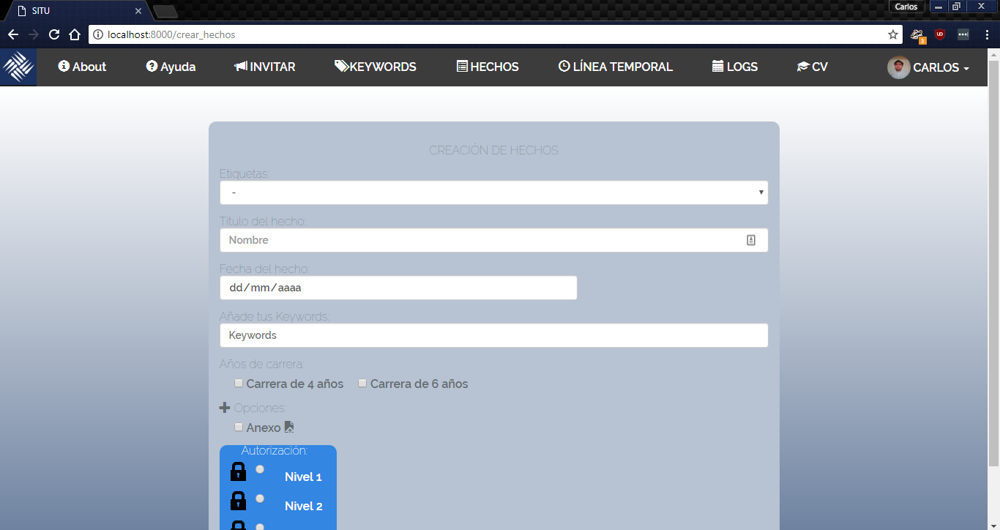 SITU
Carlos
localhost:8000/crear_hechos
3
About Ayuda INVITAR KEYWORDS HECHOS LÍNEA TEMPORAL LOGS CV CARLOS
CREACIÓN DE HECHOS
Etiquetas:
-
Titulo del hecho:
Nombre
Fecha del hecho:
dd/mm/aaaa
Añade tus Keywords:
Keywords
Años de carrera:
Carrera de 4 años Carrera de 6 años
Opciones:
Anexo
Autorización:
Nivel 1
Nivel 2